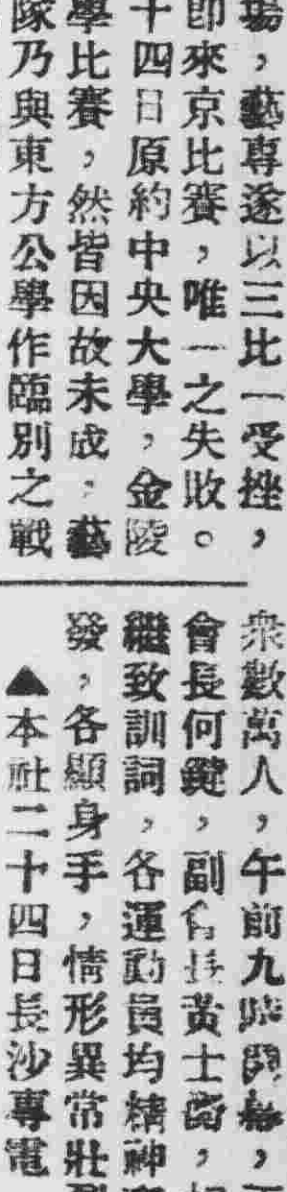 場，藝專遂以三比一受挫，
即來京比賽，唯一之失敗。
十四日原約中央大學，金陵
學比賽，然皆因故未成，藝
隊乃與東方公學作臨別之戰
衆數萬人，午前九時開幕，
會長何鍵，副會長黃士衡，
繼致訓詞，各運動員均精神
發，各顯身手，情形異常壯
▲本社二十四日長沙專電